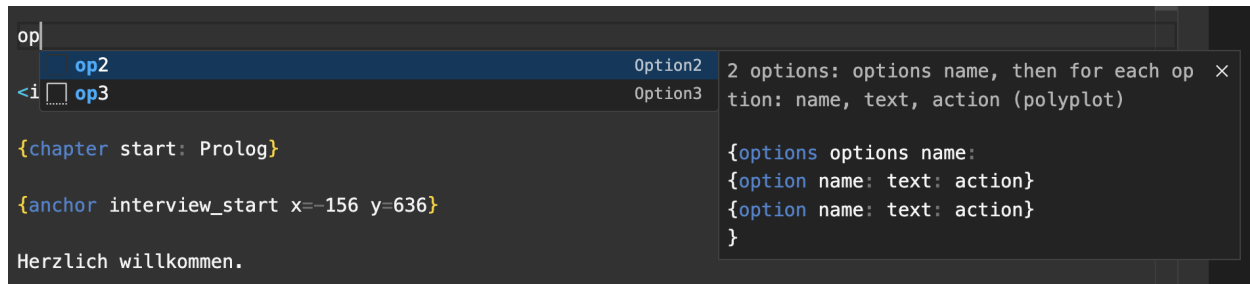 op
op2 Option2
<i op3 Option3
2 options: options name, then for each op
tion: name, text, action (polyplot)
{options options name:
{option name: text: action}
{option name: text: action}
}
{chapter start: Prolog}
{anchor interview_start x=-156 y=636}
Herzlich willkommen.